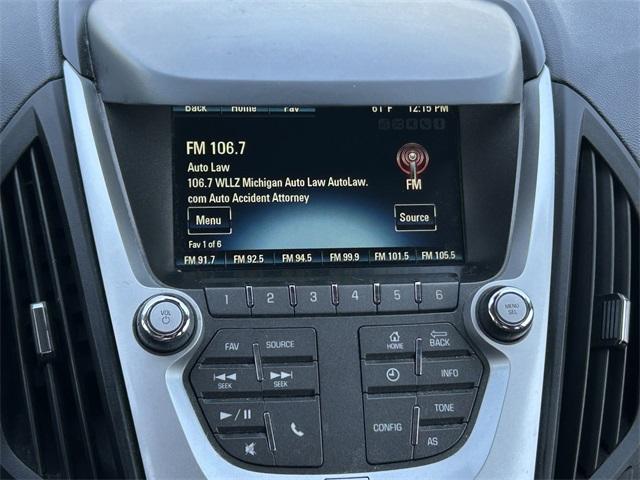 Back Home Fav 61°F 12:15 PM
FM 106.7
Auto Law
106.7 WLLZ Michigan Auto Law AutoLaw.
com Auto Accident Attorney
FM
Menu
Source
Fav 1 of 6
FM 91.7 FM 92.5 FM 94.5 FM 99.9 FM 101.5 FM 105.5
1 2 3 4 5 6
VOL
MENU
SEL
FAV SOURCE
HOME BACK
SEEK SEEK
INFO
CONFIG TONE
AS